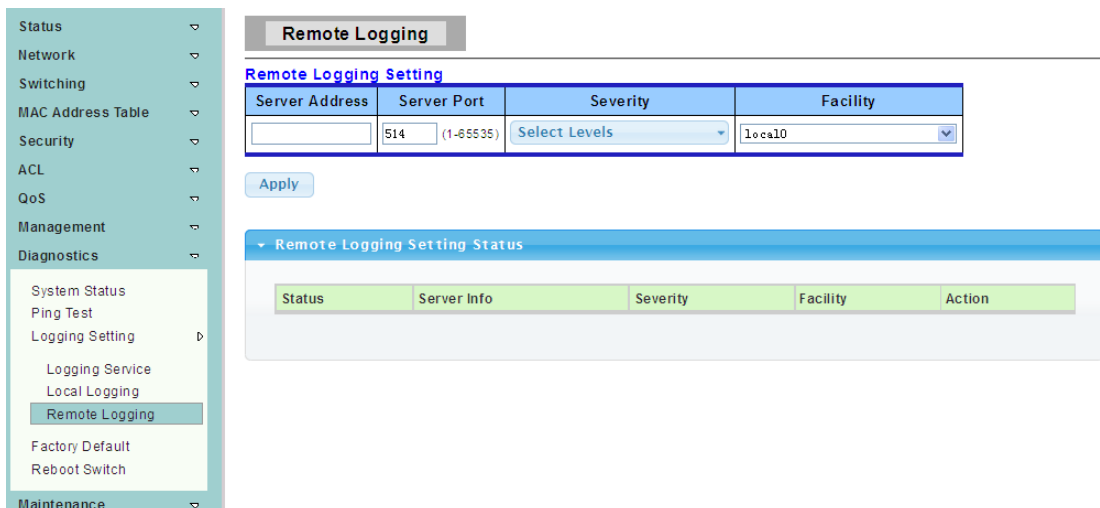 Status
Network
Switching
MAC Address Table
Security
ACL
QoS
Management
Diagnostics
System Status
Ping Test
Logging Setting
Logging Service
Local Logging
Remote Logging
Factory Default
Reboot Switch
Maintenance
Remote Logging
Remote Logging Setting
Server Address Server Port Severity Facility
514 (1-65535) Select Levels local0
Apply
Remote Logging Setting Status
Status Server Info Severity Facility Action